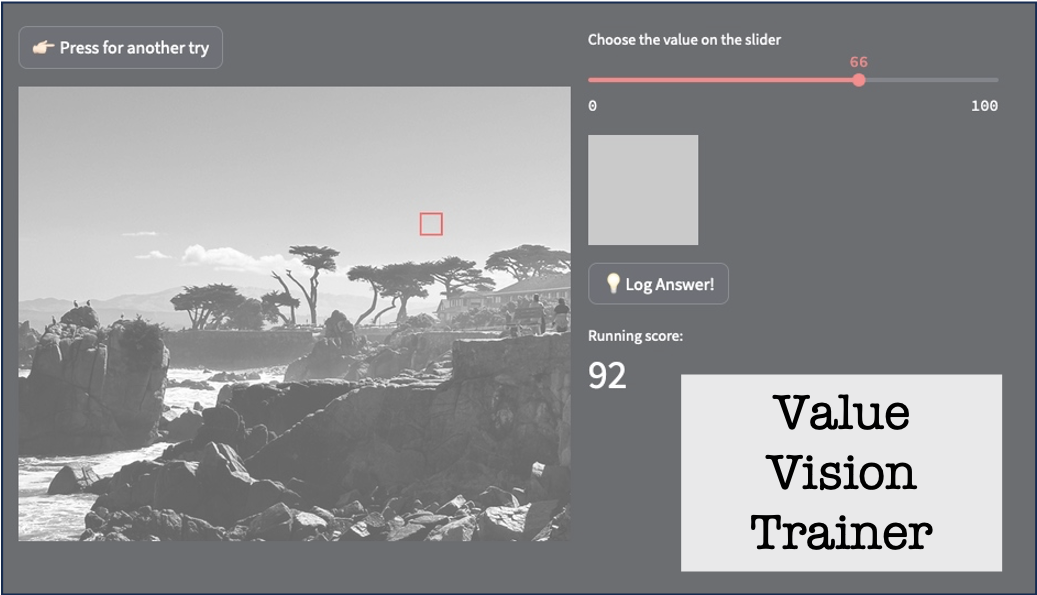 👉🏻 Press for another try
Choose the value on the slider
66
0
100
💡 Log Answer!
Running score:
92
Value
Vision
Trainer